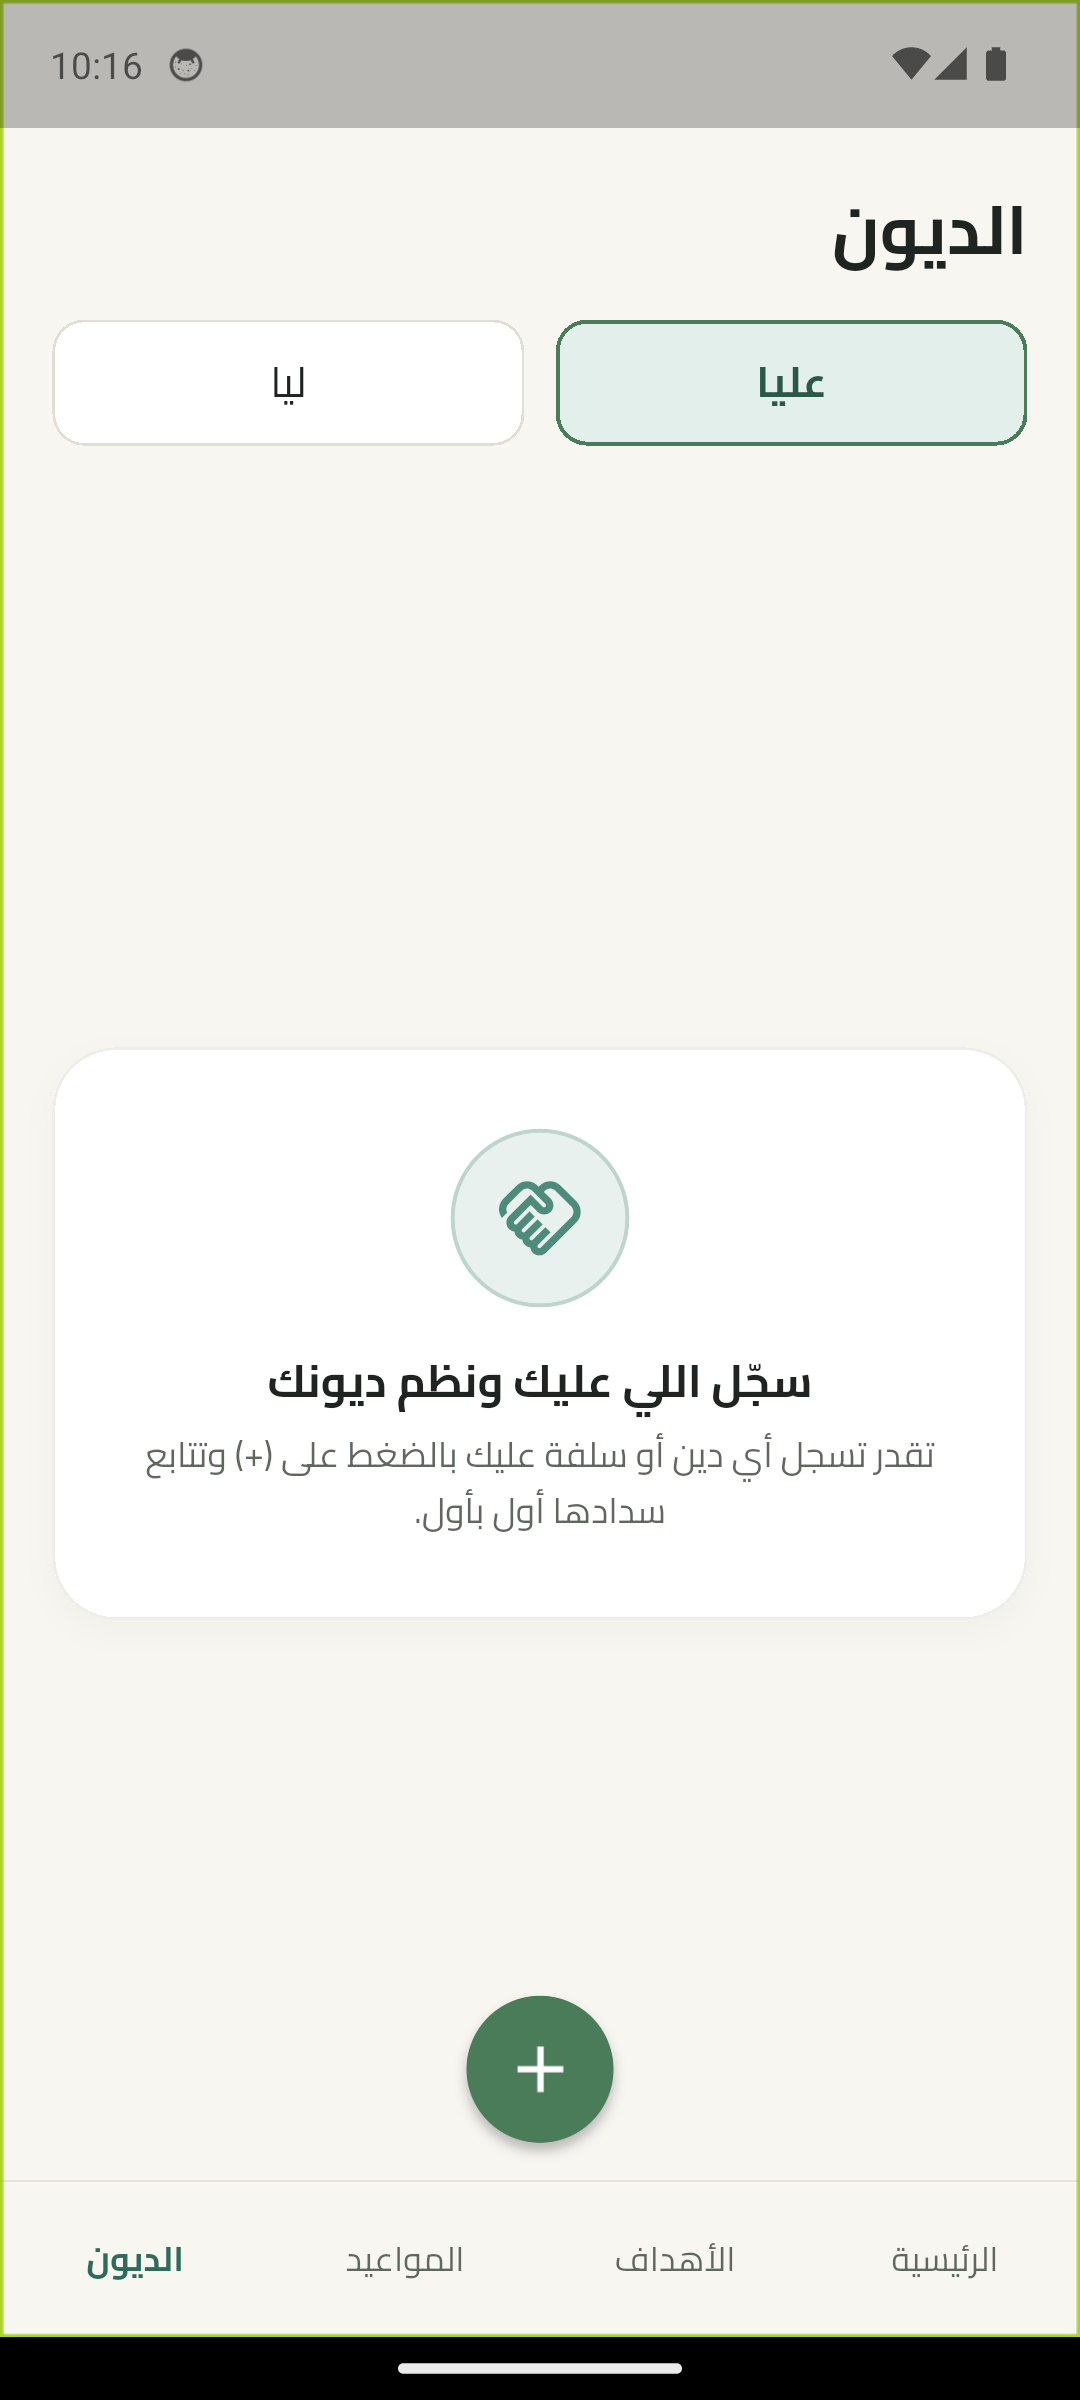 10:16
الديون
عليا
ليا
سجّل اللي عليك ونظم ديونك
تقدر تسجل أي دين أو سلفة عليك بالضغط على (+) وتتابع
سدادها أول بأول.
الرئيسية
الأهداف
المواعيد
الديون